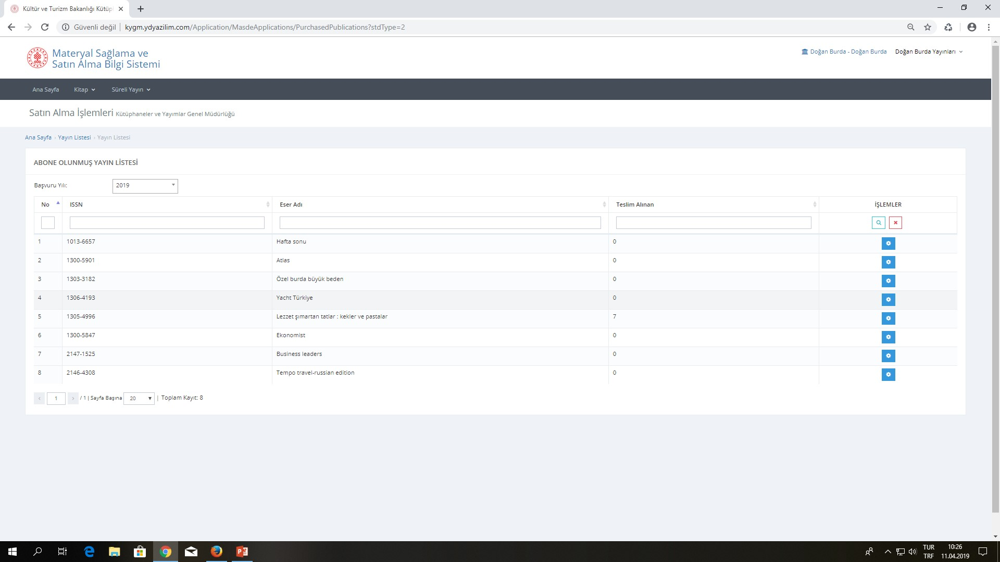 Kültür ve Turizm Bakanlığı Kütüp
Güvenli değil | kygm.ydyazilim.com/Application/MasdeApplications/PurchasedPublications?stdType=2
Materyal Sağlama ve
Satın Alma Bilgi Sistemi
Doğan Burda - Doğan Burda Doğan Burda Yayınları
Ana Sayfa Kitap Süreli Yayın
Satın Alma İşlemleri Kütüphaneler ve Yayımlar Genel Müdürlüğü
Ana Sayfa › Yayın Listesi › Yayın Listesi
ABONE OLUNMUŞ YAYIN LİSTESİ
Başvuru Yılı: 2019
No ISSN Eser Adı Teslim Alınan İŞLEMLER
1 1013-6657 Hafta sonu 0
2 1300-5901 Atlas 0
3 1303-3182 Özel burda büyük beden 0
4 1306-4193 Yacht Türkiye 0
5 1305-4996 Lezzet şımartan tatlar : kekler ve pastalar 7
6 1300-5847 Ekonomist 0
7 2147-1525 Business leaders 0
8 2146-4308 Tempo travel-russian edition 0
‹ 1 › / 1 | Sayfa Başına 20 | Toplam Kayıt: 8
TUR 10:26
TRF 11.04.2019